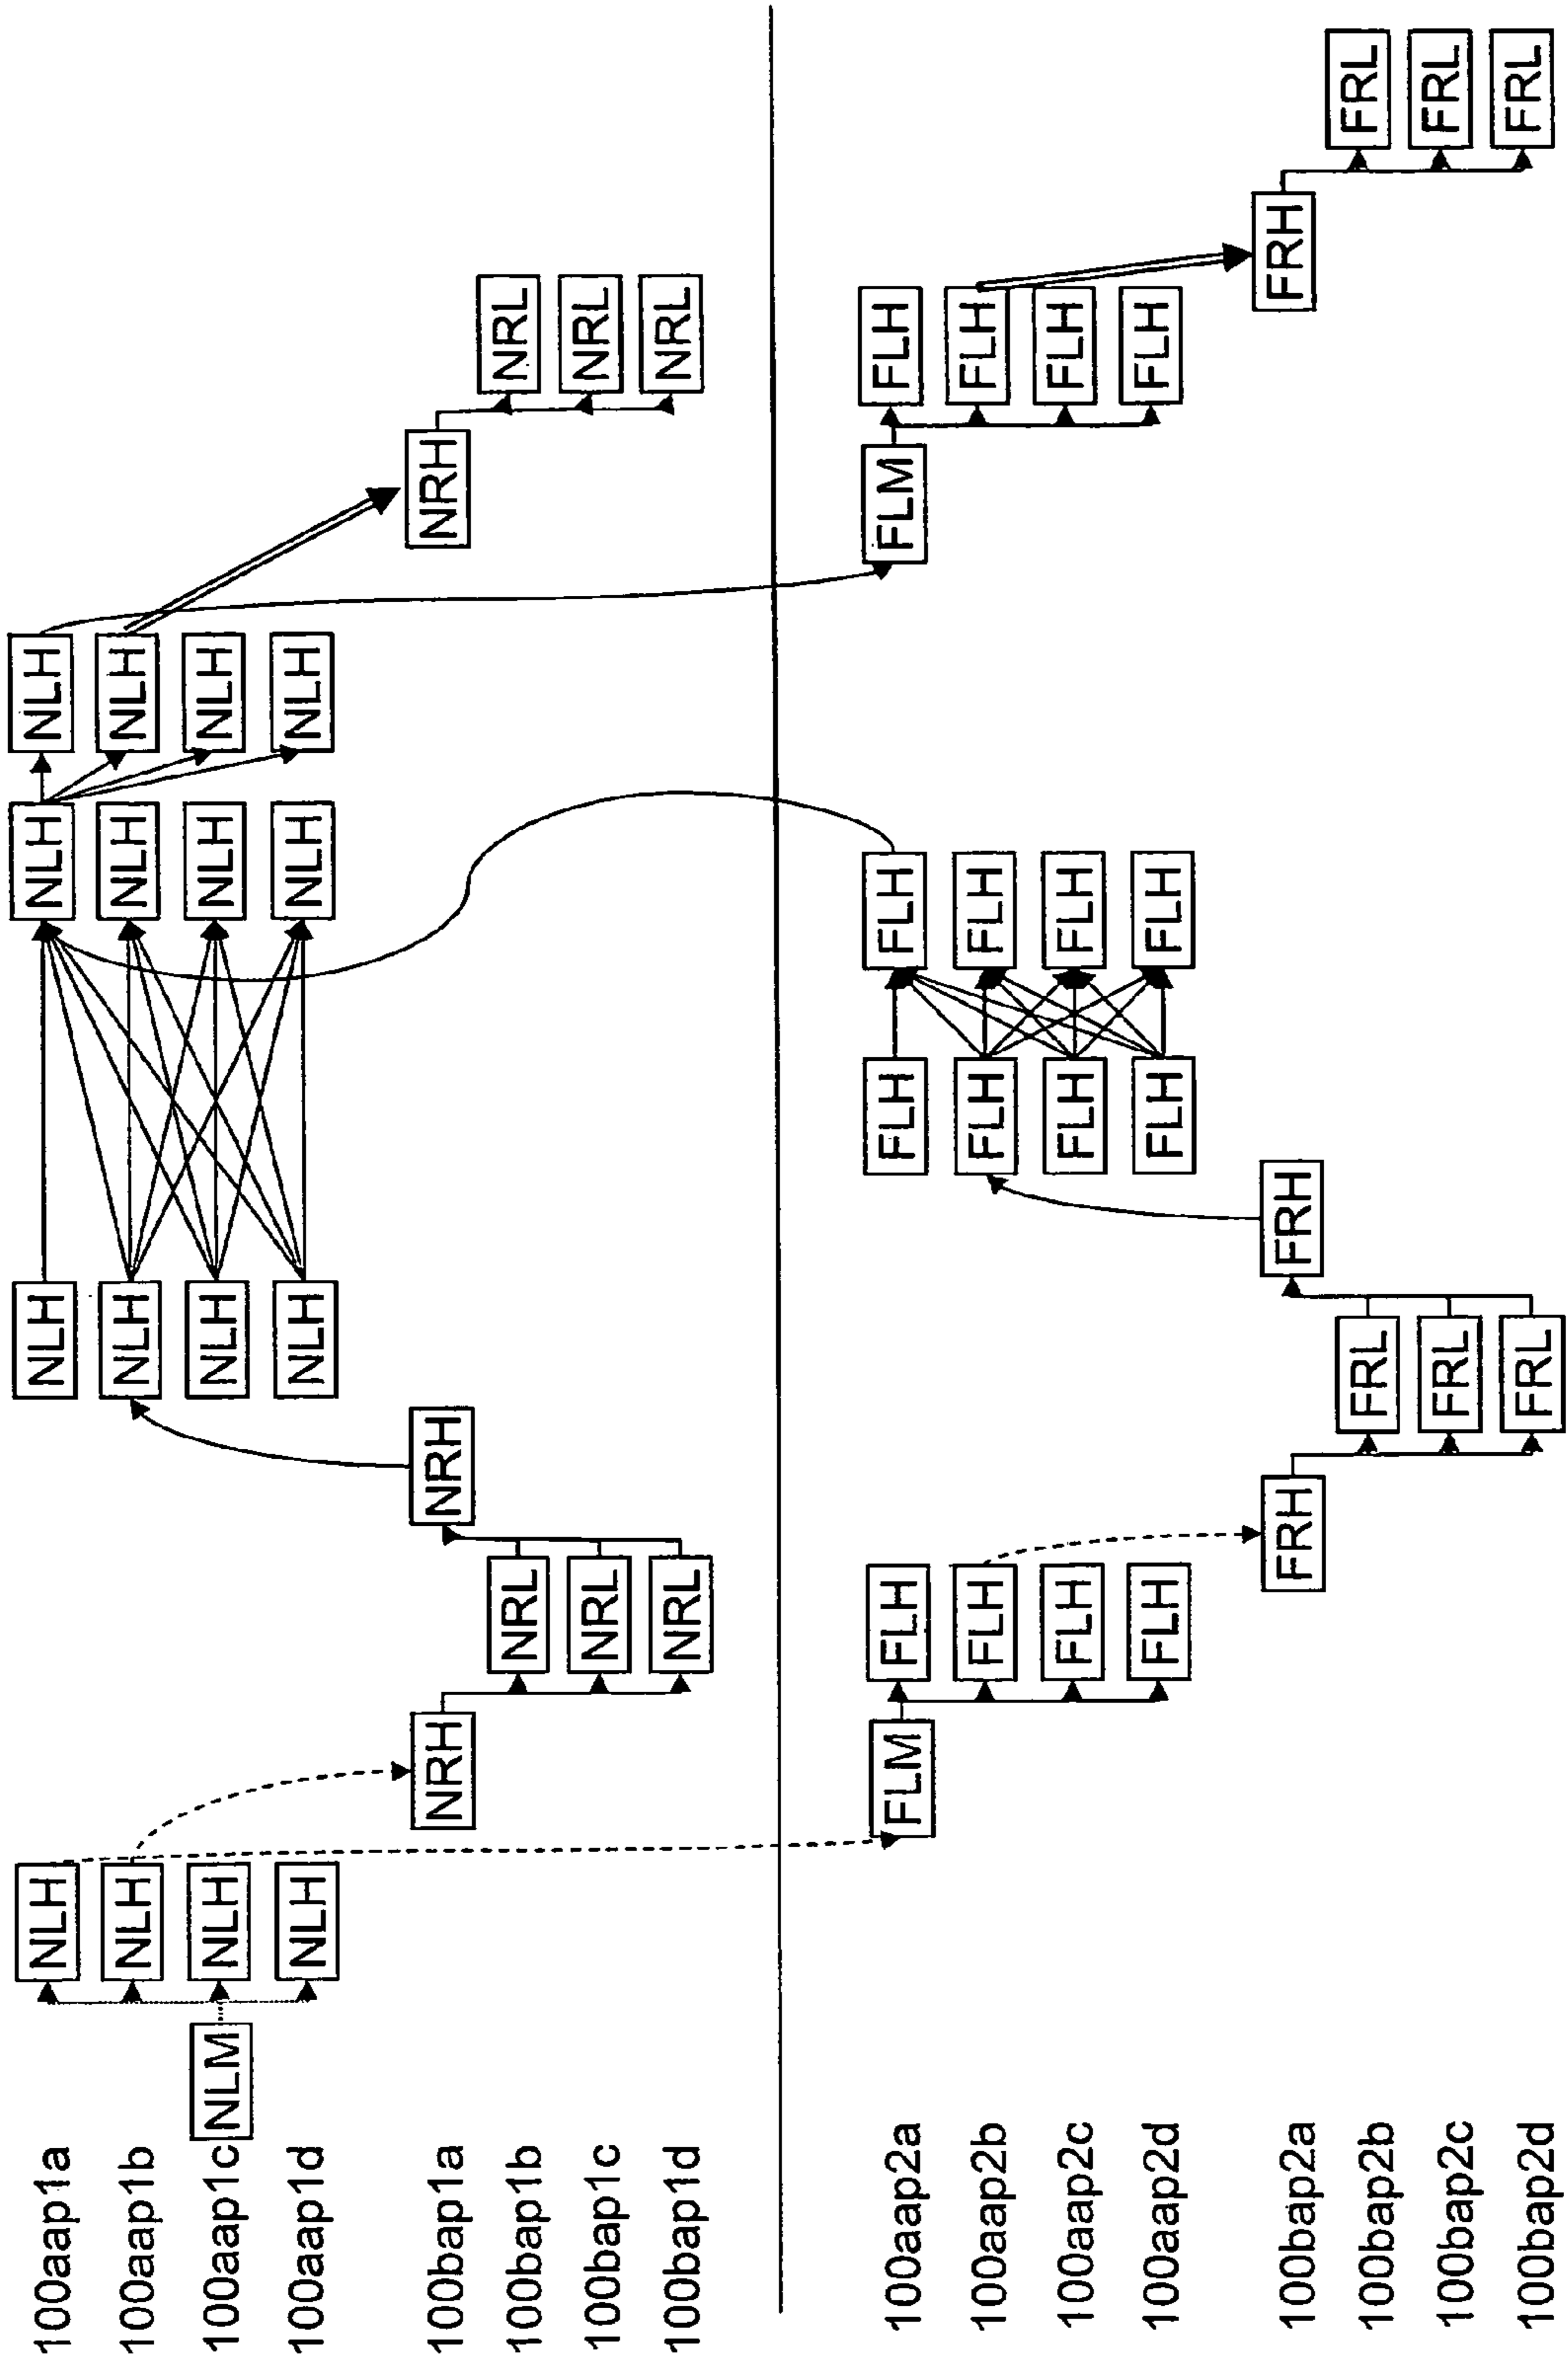 100aap1a NLH NLH NLH NLH
100aap1b NLH NLH NLH NLH
100aap1c NLM NLH NLH NLH NLH
100aap1d NLH NLH NLH NLH
100bap1a NRH NRH NRH
100bap1b NRL NRL
100bap1c NRL NRL
100bap1d NRL NRL
100aap2a FLM FLH FLH FLH FLM FLH
100aap2b FLH FLH FLH FLH
100aap2c FLH FLH FLH FLH
100aap2d FLH FLH FLH FLH
100bap2a FRH FRH FRH
100bap2b FRL FRL
100bap2c FRL FRL
100bap2d FRL FRL